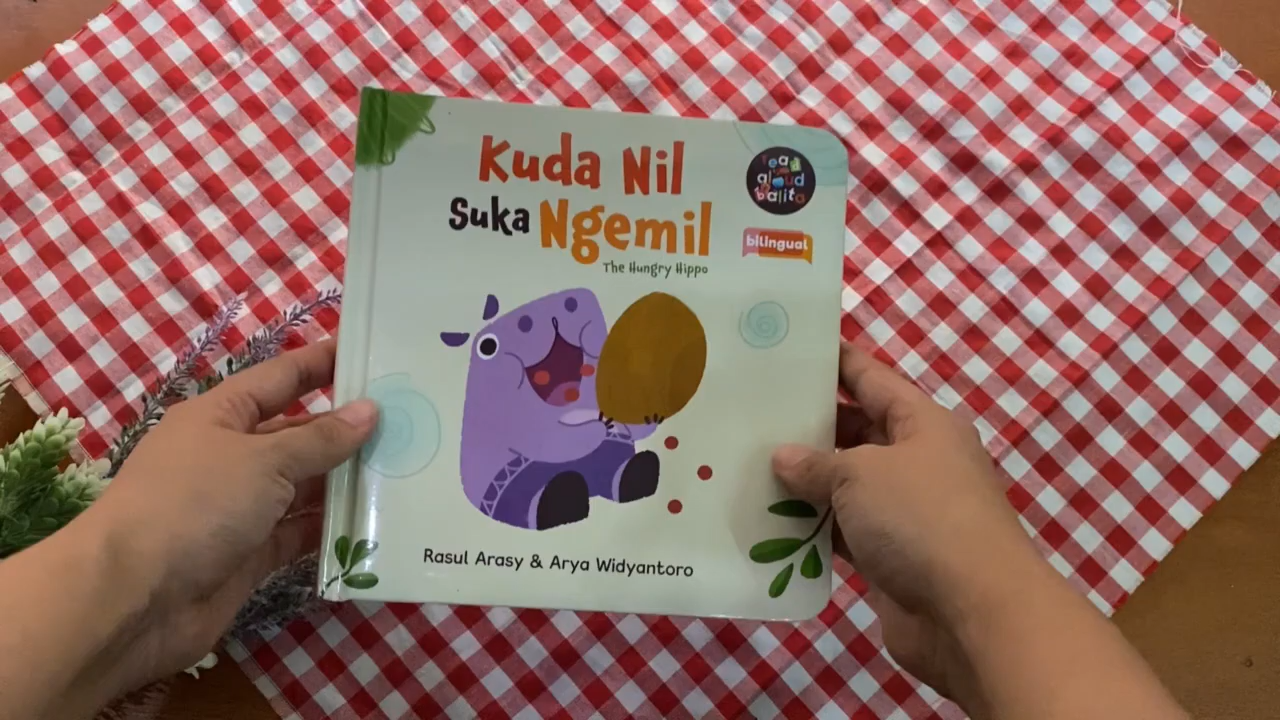 Kuda Nil
Suka Ngemil
The Hungry Hippo
read
aloud
balita
bilingual
Rasul Arasy & Arya Widyantoro